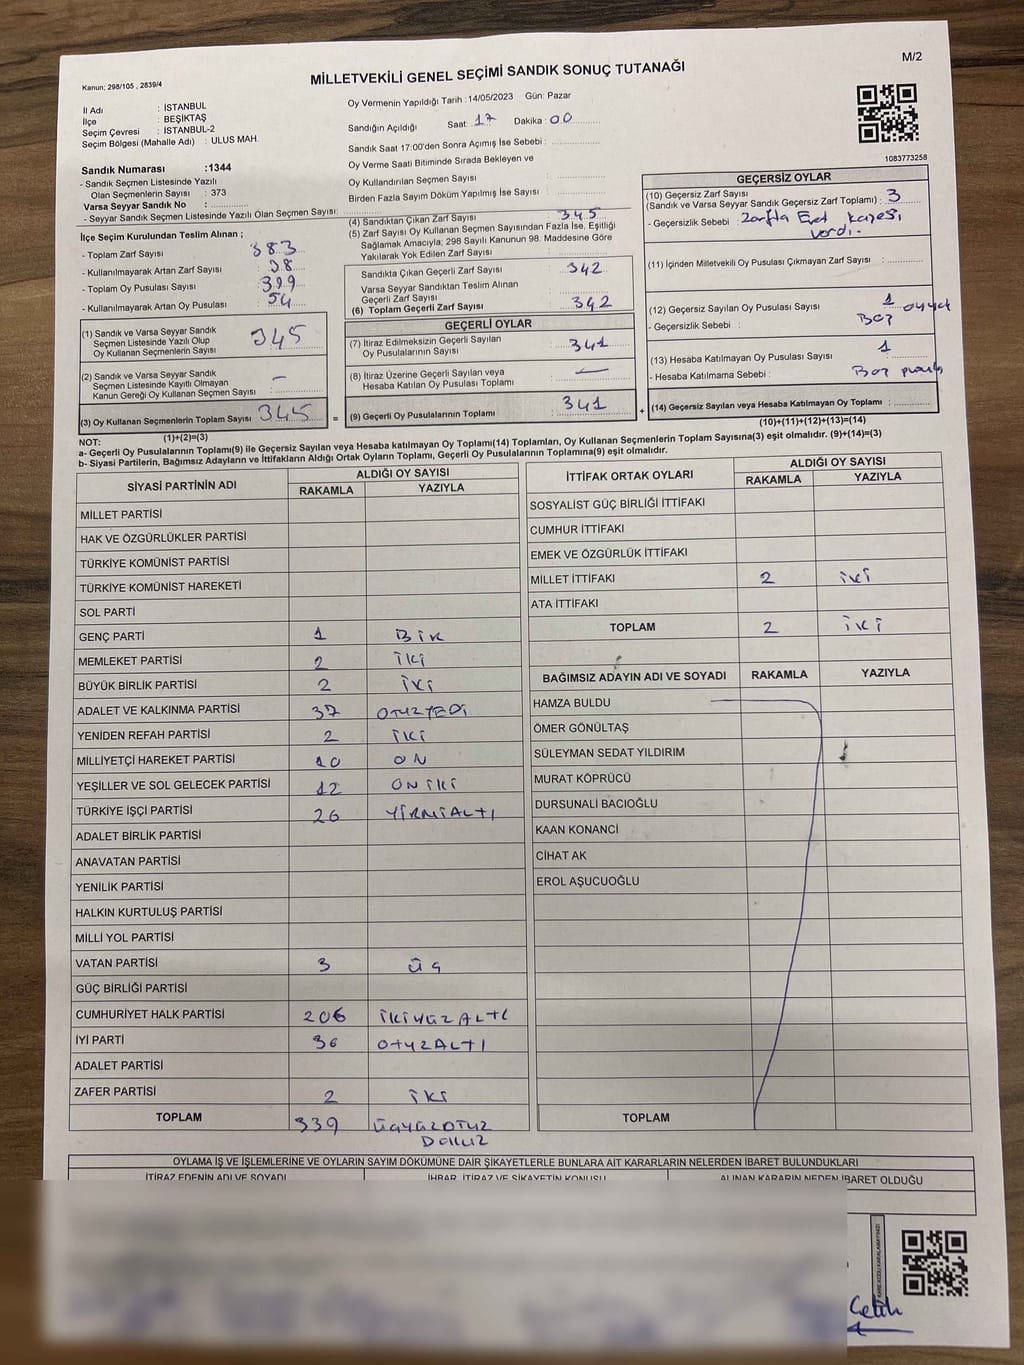 M/2
Kanun: 298/105 , 2839/4
MİLLETVEKİLİ GENEL SEÇİMİ SANDIK SONUÇ TUTANAĞI
İl Adı : İSTANBUL
İlçe : BEŞİKTAŞ
Seçim Çevresi : İSTANBUL-2
Seçim Bölgesi (Mahalle Adı) : ULUS MAH.
Sandık Numarası :1344
- Sandık Seçmen Listesinde Yazılı
Olan Seçmenlerin Sayısı : 373
Varsa Seyyar Sandık No :
- Seyyar Sandık Seçmen Listesinde Yazılı Olan Seçmen Sayısı:
İlçe Seçim Kurulundan Teslim Alınan ;
- Toplam Zarf Sayısı : 383
- Kullanılmayarak Artan Zarf Sayısı : 38
- Toplam Oy Pusulası Sayısı : 399
- Kullanılmayarak Artan Oy Pusulası : 54
(1) Sandık ve Varsa Seyyar Sandık
Seçmen Listesinde Yazılı Olup
Oy Kullanan Seçmenlerin Sayısı : 345
(2) Sandık ve Varsa Seyyar Sandık
Seçmen Listesinde Kayıtlı Olmayan
Kanun Gereği Oy Kullanan Seçmen Sayısı : -
(3) Oy Kullanan Seçmenlerin Toplam Sayısı : 345
(1)+(2)=(3)
Oy Vermenin Yapıldığı Tarih :14/05/2023 Gün: Pazar
Sandığın Açıldığı Saat : 17 Dakika : 00
Sandık Saat 17:00'den Sonra Açımış İse Sebebi :
Oy Verme Saati Bitiminde Sırada Bekleyen ve
Oy Kullandırılan Seçmen Sayısı :
Birden Fazla Sayım Döküm Yapılmış İse Sayısı :
(4) Sandıktan Çıkan Zarf Sayısı : 345
(5) Zarf Sayısı Oy Kullanan Seçmen Sayısından Fazla İse, Eşitliği
Sağlamak Amacıyla; 298 Sayılı Kanunun 98. Maddesine Göre
Yakılarak Yok Edilen Zarf Sayısı :
Sandıkta Çıkan Geçerli Zarf Sayısı : 342
Varsa Seyyar Sandıktan Teslim Alınan
Geçerli Zarf Sayısı :
(6) Toplam Geçerli Zarf Sayısı : 342
GEÇERLİ OYLAR
(7) İtiraz Edilmeksizin Geçerli Sayılan
Oy Pusulalarının Sayısı : 341
(8) İtiraz Üzerine Geçerli Sayılan veya
Hesaba Katılan Oy Pusulası Toplamı : -
= (9) Geçerli Oy Pusulalarının Toplamı : 341 +
1083773258
GEÇERSİZ OYLAR
(10) Geçersiz Zarf Sayısı
(Sandık ve Varsa Seyyar Sandık Geçersiz Zarf Toplamı) : 3
- Geçersizlik Sebebi : Zarfta Evet kaşesi
vardı.
(11) İçinden Milletvekili Oy Pusulası Çıkmayan Zarf Sayısı :
(12) Geçersiz Sayılan Oy Pusulası Sayısı : 1
- Geçersizlik Sebebi : Boş
(13) Hesaba Katılmayan Oy Pusulası Sayısı : 1
- Hesaba Katılmama Sebebi : Boş
(14) Geçersiz Sayılan veya Hesaba Katılmayan Oy Toplamı :
(10)+(11)+(12)+(13)=(14)
NOT:
a- Geçerli Oy Pusulalarının Toplamı(9) ile Geçersiz Sayılan veya Hesaba katılmayan Oy Toplamı(14) Toplamları, Oy Kullanan Seçmenlerin Toplam Sayısına(3) eşit olmalıdır. (9)+(14)=(3)
b- Siyasi Partilerin, Bağımsız Adayların ve İttifakların Aldığı Ortak Oyların Toplamı, Geçerli Oy Pusulalarının Toplamına(9) eşit olmalıdır.
SİYASİ PARTİNİN ADI ALDIĞI OY SAYISI
RAKAMLA YAZIYLA
MİLLET PARTİSİ
HAK VE ÖZGÜRLÜKLER PARTİSİ
TÜRKİYE KOMÜNİST PARTİSİ
TÜRKİYE KOMÜNİST HAREKETİ
SOL PARTİ
GENÇ PARTİ 1 BİR
MEMLEKET PARTİSİ 2 İKİ
BÜYÜK BİRLİK PARTİSİ 2 İKİ
ADALET VE KALKINMA PARTİSİ 37 OTUZYEDİ
YENİDEN REFAH PARTİSİ 2 İKİ
MİLLİYETÇİ HAREKET PARTİSİ 10 ON
YEŞİLLER VE SOL GELECEK PARTİSİ 12 ONİKİ
TÜRKİYE İŞÇİ PARTİSİ 26 YİRMİALTI
ADALET BİRLİK PARTİSİ
ANAVATAN PARTİSİ
YENİLİK PARTİSİ
HALKIN KURTULUŞ PARTİSİ
MİLLİ YOL PARTİSİ
VATAN PARTİSİ 3 ÜÇ
GÜÇ BİRLİĞİ PARTİSİ
CUMHURİYET HALK PARTİSİ 206 İKİYÜZALTI
İYİ PARTİ 36 OTUZALTI
ADALET PARTİSİ
ZAFER PARTİSİ 2 İKİ
TOPLAM 339 ÜÇYÜZOTUZ
DOKUZ
İTTİFAK ORTAK OYLARI ALDIĞI OY SAYISI
RAKAMLA YAZIYLA
SOSYALİST GÜÇ BİRLİĞİ İTTİFAKI
CUMHUR İTTİFAKI
EMEK VE ÖZGÜRLÜK İTTİFAKI
MİLLET İTTİFAKI 2 İKİ
ATA İTTİFAKI
TOPLAM 2 İKİ
BAĞIMSIZ ADAYIN ADI VE SOYADI RAKAMLA YAZIYLA
HAMZA BULDU
ÖMER GÖNÜLTAŞ
SÜLEYMAN SEDAT YILDIRIM
MURAT KÖPRÜCÜ
DURSUNALİ BACIOĞLU
KAAN KONANCİ
CİHAT AK
EROL AŞUCUOĞLU
TOPLAM
OYLAMA İŞ VE İŞLEMLERİNE VE OYLARIN SAYIM DÖKÜMÜNE DAİR ŞİKAYETLERLE BUNLARA AİT KARARLARIN NELERDEN İBARET BULUNDUKLARI
İTİRAZ EDENİN ADI VE SOYADI İHBAR, İTİRAZ VE ŞİKAYETİN KONUSU ALINAN KARARIN NEDEN İBARET OLDUĞU